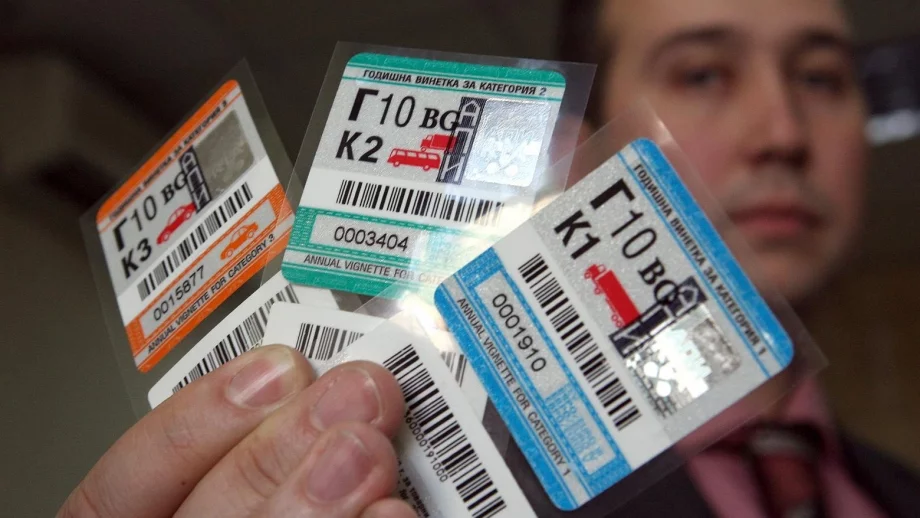 ГОДИШНА ВИНЕТКА ЗА КАТЕГОРИЯ 3
Г10 BG
К3
0015877
ANNUAL VIGNETTE FOR CATEGORY 3
ГОДИШНА ВИНЕТКА ЗА КАТЕГОРИЯ 2
Г10 BG
К2
0003404
ANNUAL VIGNETTE FOR
ГОДИШНА ВИНЕТКА ЗА КАТЕГОРИЯ 1
Г10 BG
К1
0001910
ANNUAL VIGNETTE FOR CATEGORY 1